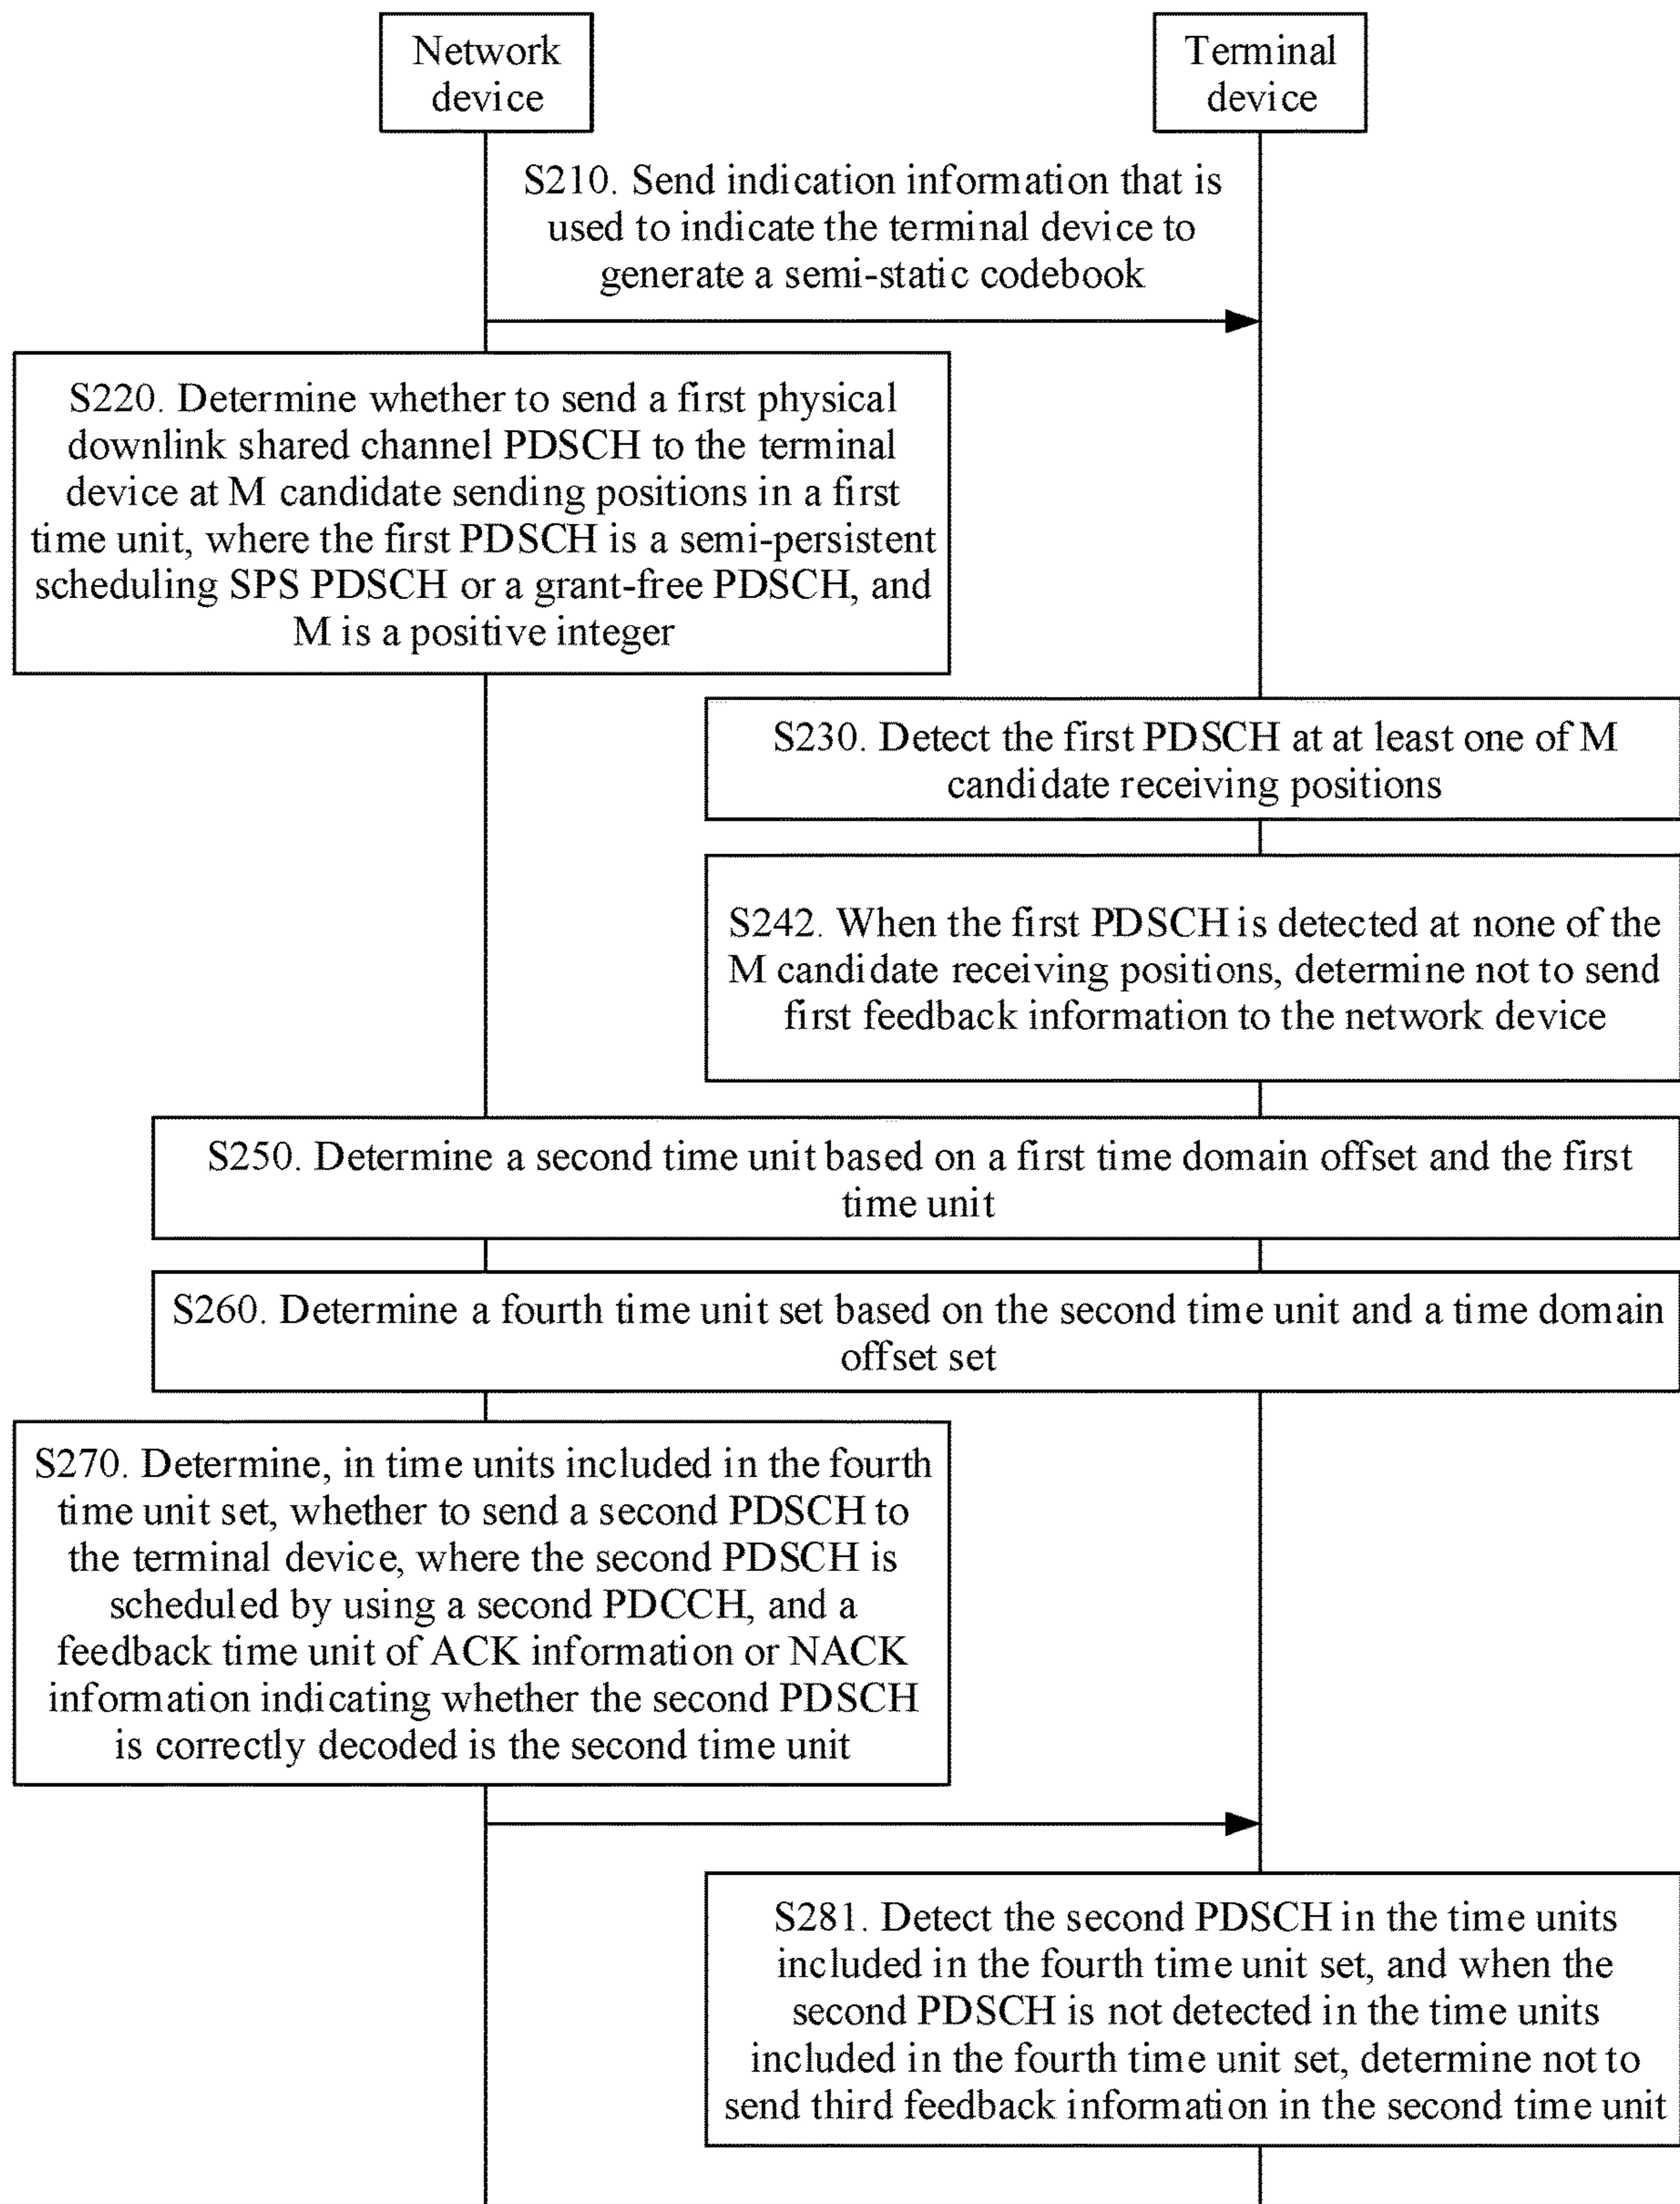 Network
device
Terminal
device
S210. Send indication information that is
used to indicate the terminal device to
generate a semi-static codebook
S220. Determine whether to send a first physical
downlink shared channel PDSCH to the terminal
device at M candidate sending positions in a first
time unit, where the first PDSCH is a semi-persistent
scheduling SPS PDSCH or a grant-free PDSCH, and
M is a positive integer
S230. Detect the first PDSCH at at least one of M
candidate receiving positions
S242. When the first PDSCH is detected at none of the
M candidate receiving positions, determine not to send
first feedback information to the network device
S250. Determine a second time unit based on a first time domain offset and the first
time unit
S260. Determine a fourth time unit set based on the second time unit and a time domain
offset set
S270. Determine, in time units included in the fourth
time unit set, whether to send a second PDSCH to
the terminal device, where the second PDSCH is
scheduled by using a second PDCCH, and a
feedback time unit of ACK information or NACK
information indicating whether the second PDSCH
is correctly decoded is the second time unit
S281. Detect the second PDSCH in the time units
included in the fourth time unit set, and when the
second PDSCH is not detected in the time units
included in the fourth time unit set, determine not to
send third feedback information in the second time unit